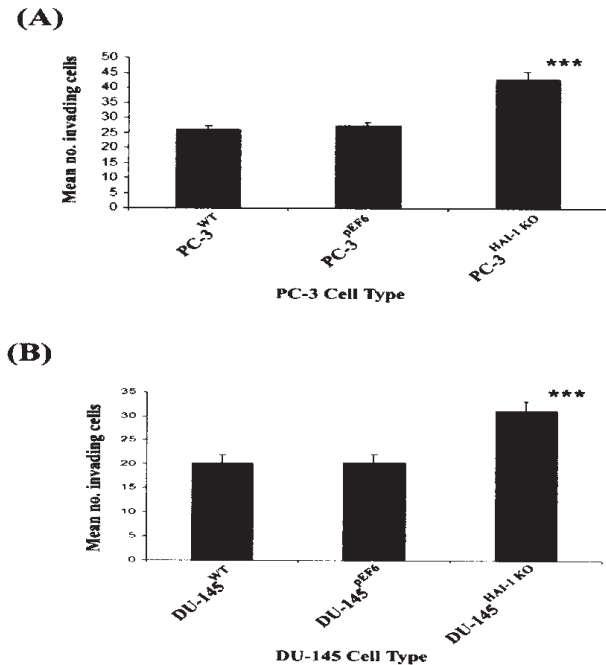 (A)
Mean no. invading cells
50
45
40
35
30
25
20
15
10
5
0
***
PC-3WT
PC-3pEF6
PC-3HAI-1 KO
PC-3 Cell Type
(B)
Mean no. invading cells
35
30
25
20
15
10
5
0
***
DU-145WT
DU-145pEF6
DU-145HAI-1 KO
DU-145 Cell Type